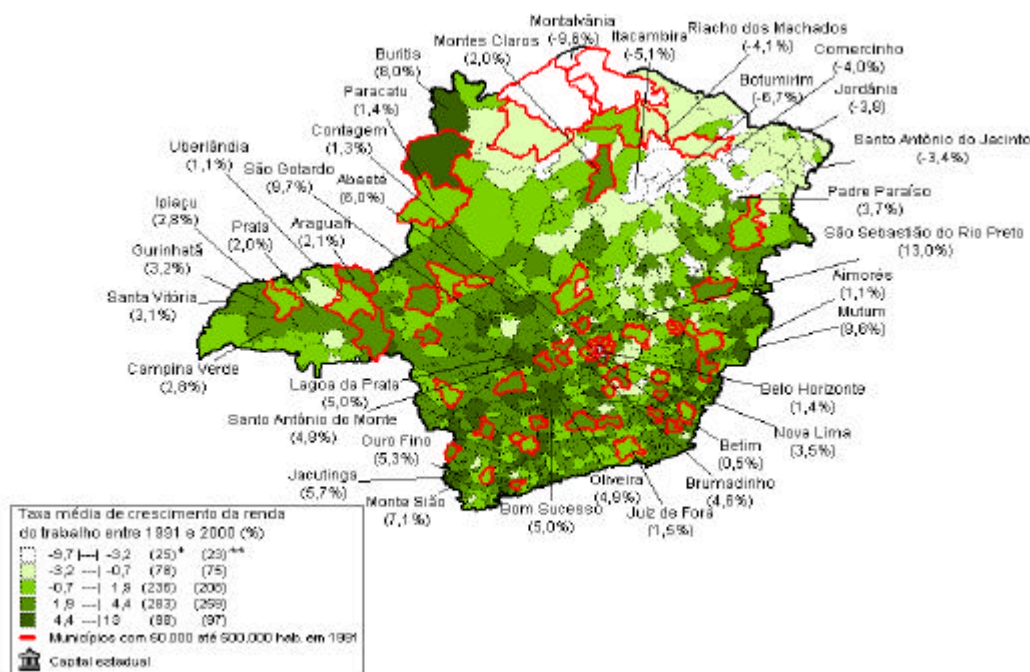 Montalvânia
(-9,6%)
Itacambira
(-5,1%)
Riacho dos Machados
(-4,1%)
Montes Claros
(2,0%)
Comercinho
(-4,0%)
Buritis
(8,0%)
Botumirim
(-6,7%)
Jordânia
(-3,8)
Paracatu
(1,4%)
Contagem
(1,3%)
Santo Antônio do Jacinto
(-3,4%)
Uberlândia
(1,1%)
São Gotardo
(9,7%)
Abaeté
(6,0%)
Padre Paraíso
(3,7%)
Ipiaçu
(2,8%)
Prata
(2,0%)
Araguari
(2,1%)
São Sebastião do Rio Preto
(13,0%)
Gurinhatã
(3,2%)
Aimorés
(1,1%)
Santa Vitória
(3,1%)
Mutum
(8,6%)
Campina Verde
(2,8%)
Lagoa da Prata
(5,0%)
Belo Horizonte
(1,4%)
Santo Antônio do Monte
(4,9%)
Nova Lima
(3,5%)
Ouro Fino
(5,3%)
Betim
(0,5%)
Jacutinga
(5,7%)
Oliveira
(4,9%)
Brumadinho
(4,6%)
Monte Sião
(7,1%)
Bom Sucesso
(5,0%)
Juiz de Fora
(1,5%)
Taxa média de crescimento da renda
do trabalho entre 1991 e 2000 (%)
-9,7 |---| -3,2 (25)* (23)**
-3,2 ---| -0,7 (78) (75)
-0,7 ---| 1,9 (236) (208)
1,9 ---| 4,4 (283) (259)
4,4 ---| 13 (98) (97)
Municípios com 60.000 até 500.000 hab. em 1991
Capital estadual